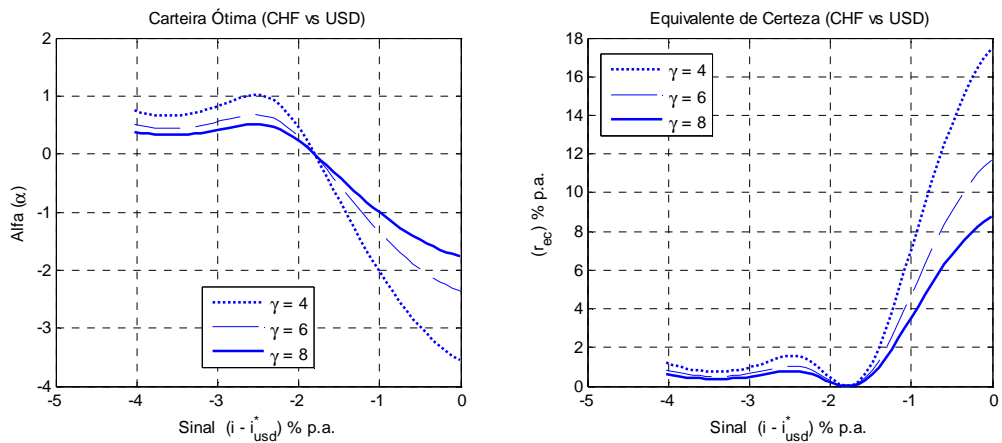 Carteira Ótima (CHF vs USD)
2
1
0
-1
-2
-3
-4
Alfa (α)
γ = 4
γ = 6
γ = 8
-5
-4
-3
-2
-1
0
Sinal (i - i*usd) % p.a.
Equivalente de Certeza (CHF vs USD)
18
16
14
12
10
8
6
4
2
0
(rec) % p.a.
γ = 4
γ = 6
γ = 8
-5
-4
-3
-2
-1
0
Sinal (i - i*usd) % p.a.